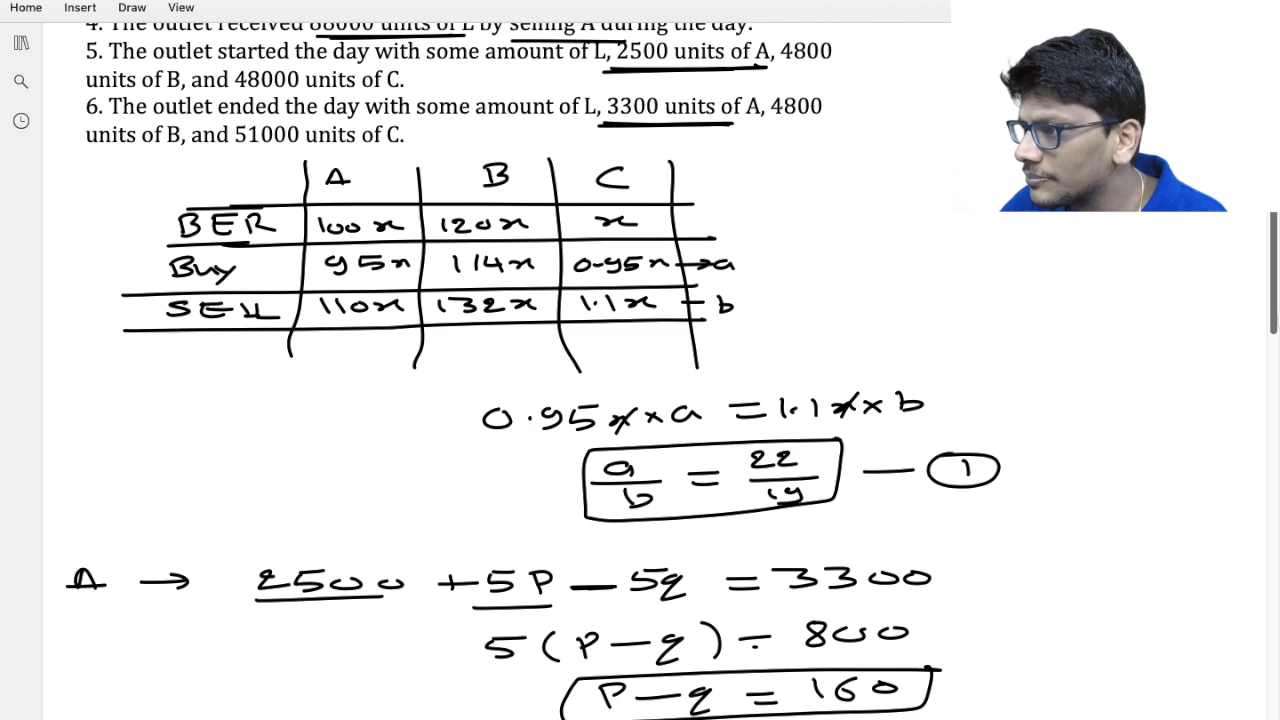 Home Insert Draw View
4. The outlet received 88000 units of L by selling A during the day.
5. The outlet started the day with some amount of L, 2500 units of A, 4800
units of B, and 48000 units of C.
6. The outlet ended the day with some amount of L, 3300 units of A, 4800
units of B, and 51000 units of C.
A B C
BER 100x 120x x
Buy 95x 114x 0.95x → a
SELL 110x 132x 1.1x - b
0.95x × a = 1.1x × b
a/b = 22/19 — 1
A → 2500 + 5P - 5q = 3300
5(P - q) = 800
P - q = 160